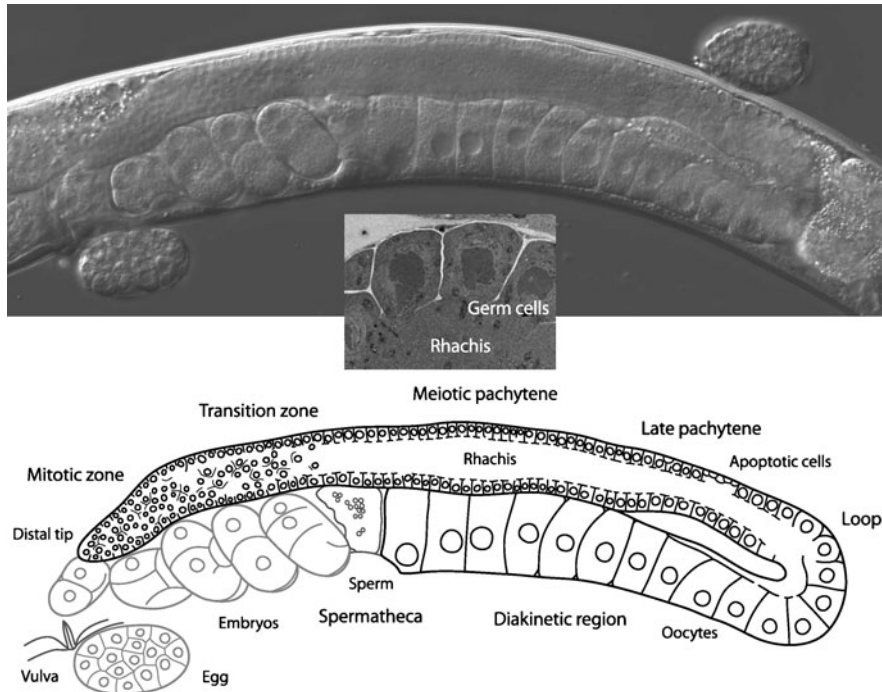 Germ cells
Rhachis
Meiotic pachytene
Transition zone
Late pachytene
Mitotic zone
Rhachis
Apoptotic cells
Loop
Distal tip
Sperm
Embryos
Spermatheca
Diakinetic region
Oocytes
Vulva
Egg